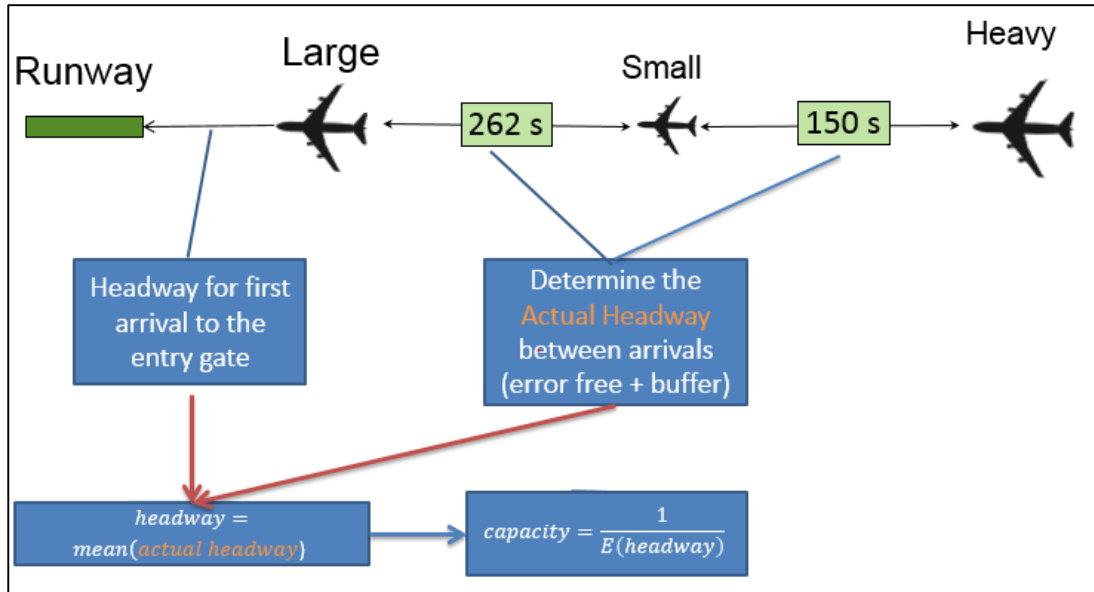 Runway
Large
Small
Heavy
262 s
150 s
Headway for first
arrival to the
entry gate
Determine the
Actual Headway
between arrivals
(error free + buffer)
headway =
mean(actual headway)
capacity = 1 / E(headway)